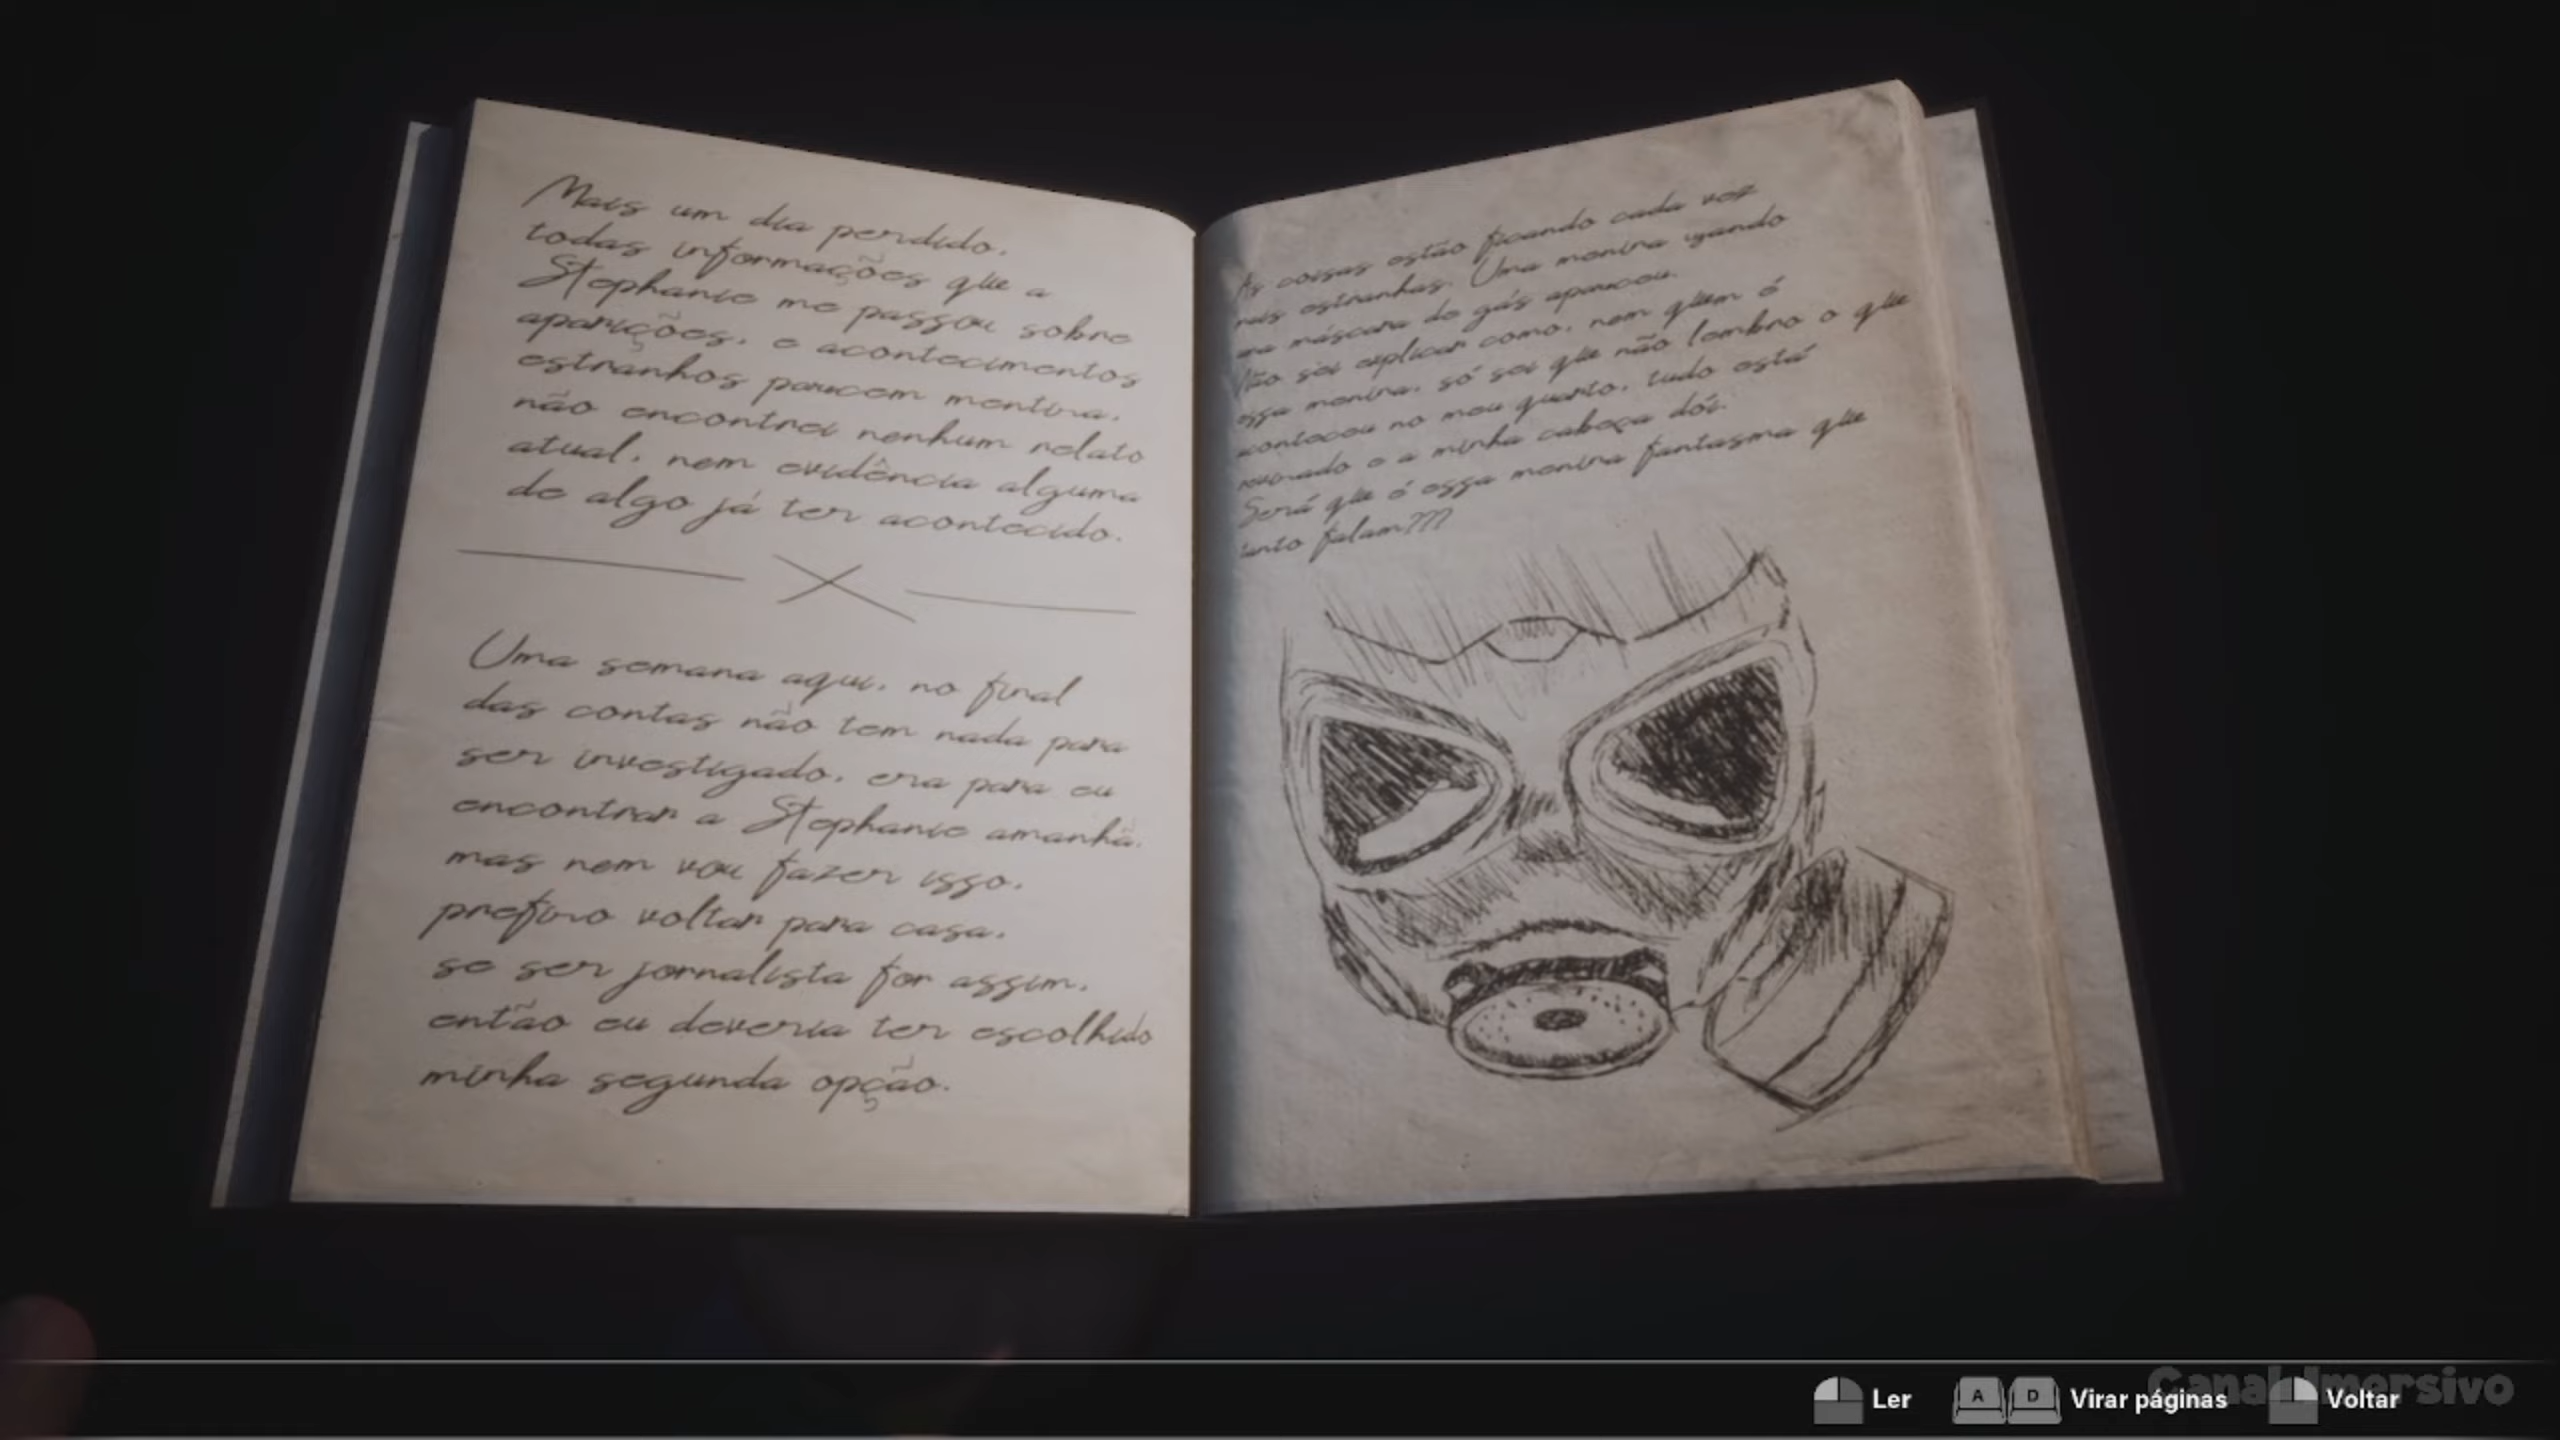 Mais um dia perdido.
todas informações que a
Stephanie me passou sobre
aparições, e acontecimentos
estranhos parecem mentira,
não encontrei nenhum relato
atual, nem evidência alguma
de algo já ter acontecido.
Uma semana aqui, no final
das contas não tem nada para
ser investigado, era para eu
encontrar a Stephanie amanhã,
mas nem vou fazer isso,
prefiro voltar para casa,
se ser jornalista for assim,
então eu deveria ter escolhido
minha segunda opção.
As coisas estão ficando cada vez
mais estranhas. Uma menina usando
uma máscara de gás apareceu.
Não sei explicar como, nem quem é
essa menina, só sei que não lembro o que
aconteceu no meu quarto, tudo está
revirado e a minha cabeça dói.
Será que é essa menina fantasma que
tanto falam???
Ler
A D Virar páginas
Voltar
Canal Imersivo